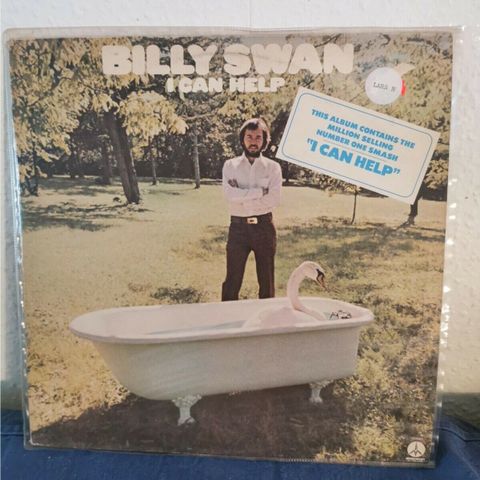 BILLY SWAN
I CAN HELP
THIS ALBUM CONTAINS THE
MILLION SELLING
NUMBER ONE SMASH
"I CAN HELP"